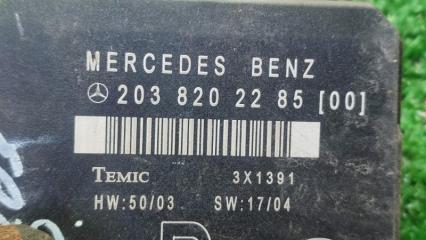 MERCEDES BENZ
203 820 22 85 [00]
TEMIC 3X1391
HW:50/03 SW:17/04